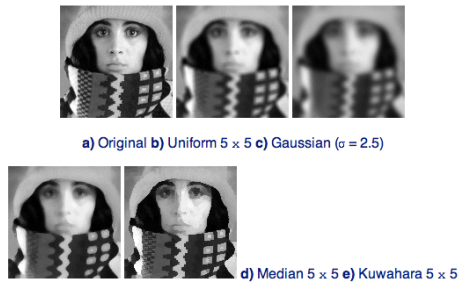 a) Original b) Uniform 5 x 5 c) Gaussian (σ = 2.5)
d) Median 5 x 5 e) Kuwahara 5 x 5